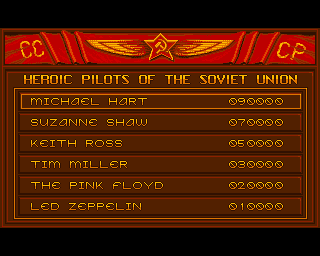 CC CP
HEROIC PILOTS OF THE SOVIET UNION
MICHAEL HART 090000
SUZANNE SHAW 070000
KEITH ROSS 050000
TIM MILLER 030000
THE PINK FLOYD 020000
LED ZEPPELIN 010000